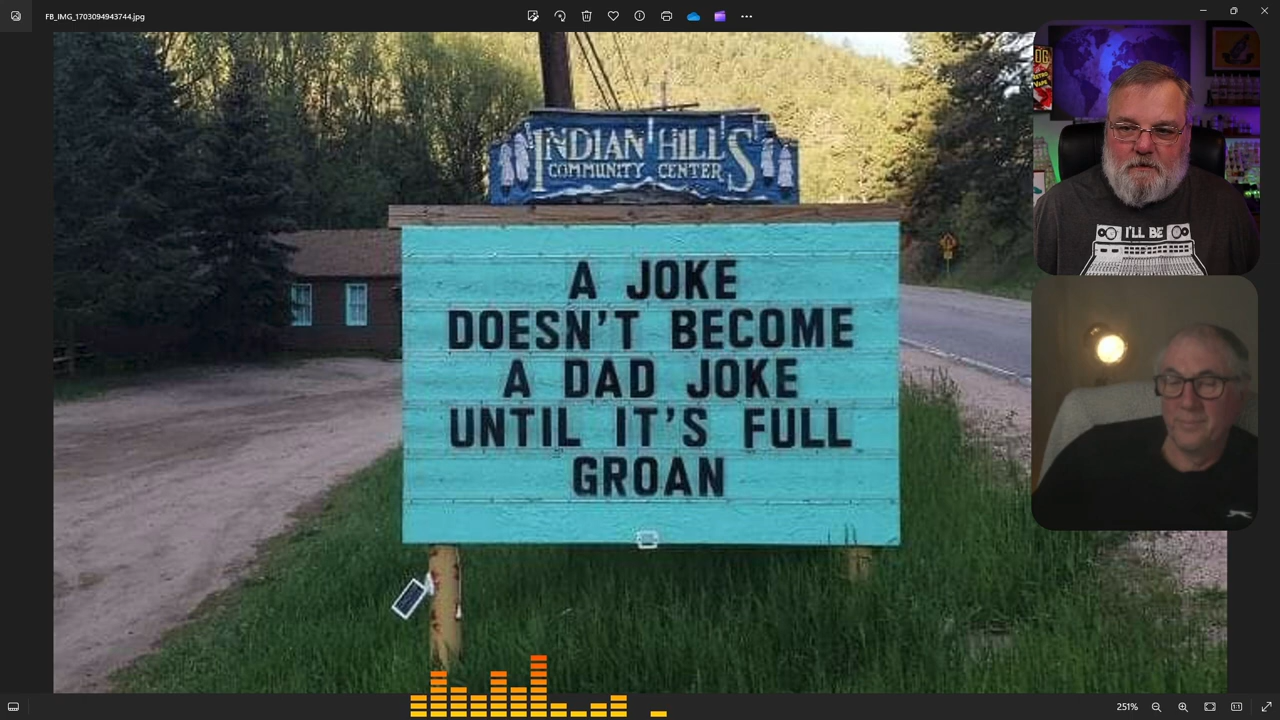 FB_IMG_1703094943744.jpg
INDIAN HILLS
COMMUNITY CENTER
A JOKE
DOESN'T BECOME
A DAD JOKE
UNTIL IT'S FULL
GROAN
I'LL BE
251%